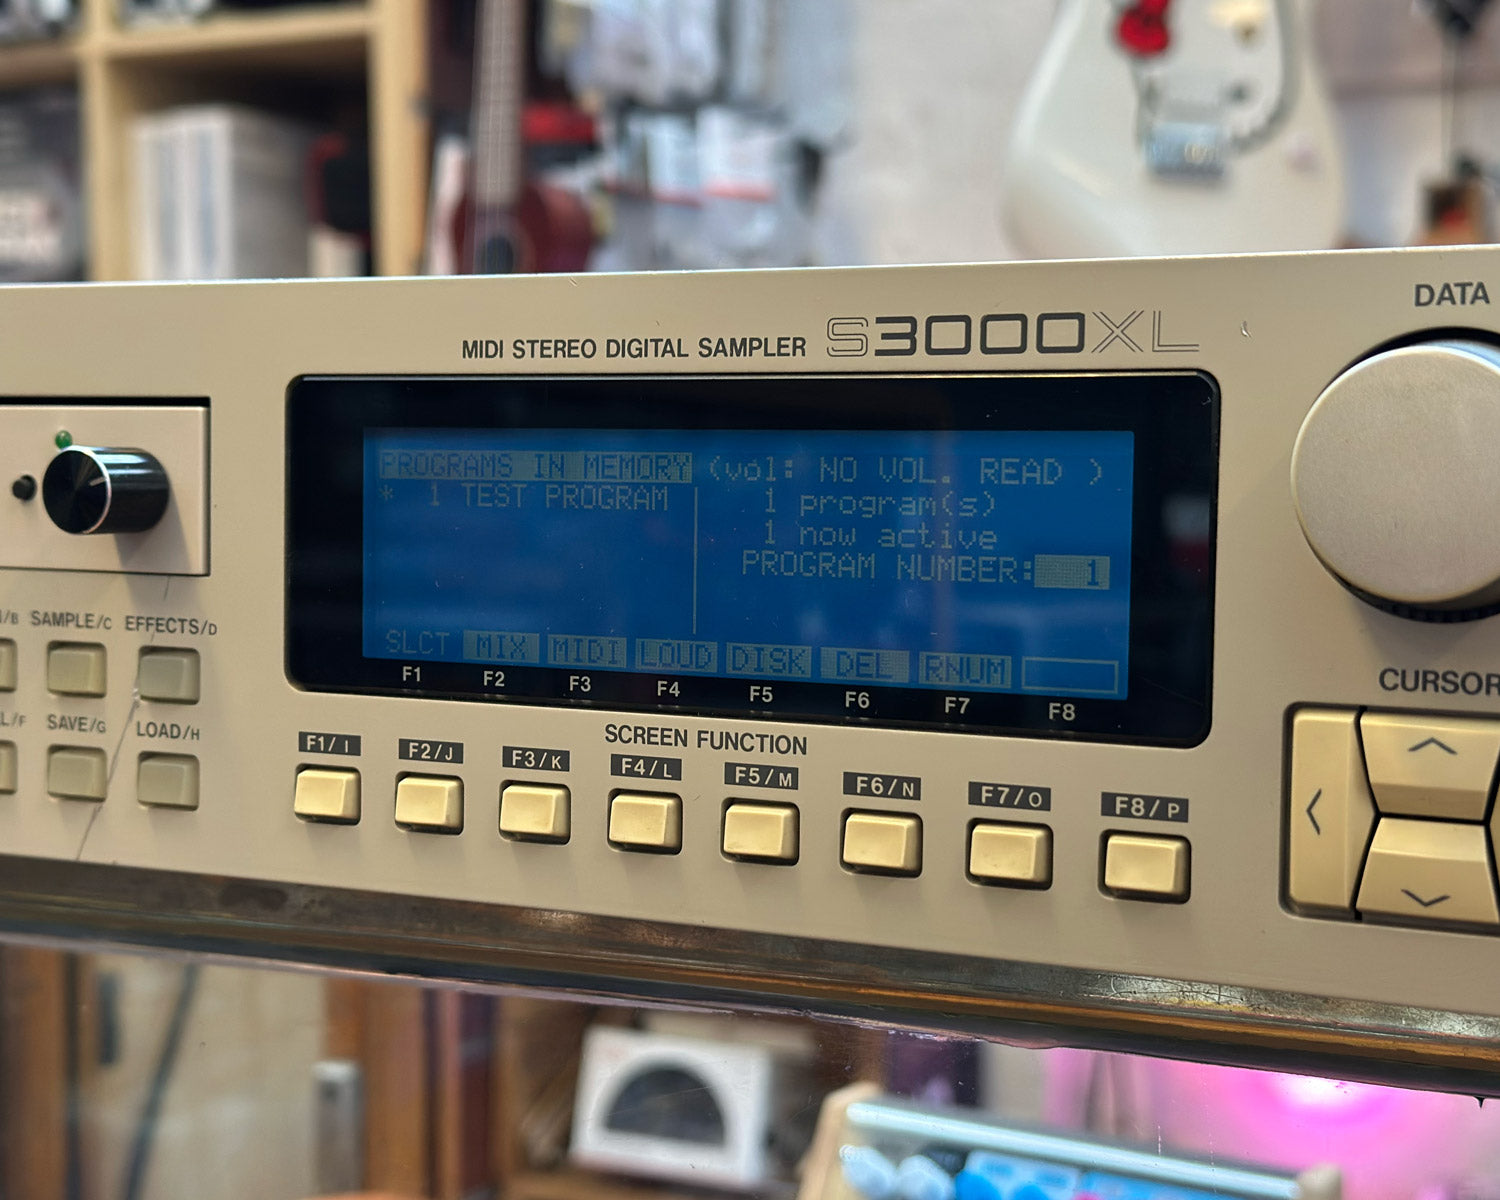 DATA
MIDI STEREO DIGITAL SAMPLER S3000XL
PROGRAMS IN MEMORY (vol: NO VOL. READ )
* 1 TEST PROGRAM
1 program(s)
1 now active
PROGRAM NUMBER: 1
SLCT MIX MIDI LOUD DISK DEL RNUM
F1 F2 F3 F4 F5 F6 F7 F8
SCREEN FUNCTION
/B SAMPLE/C EFFECTS/D
L/F SAVE/G LOAD/H
F1/I F2/J F3/K F4/L F5/M F6/N F7/O F8/P
CURSOR